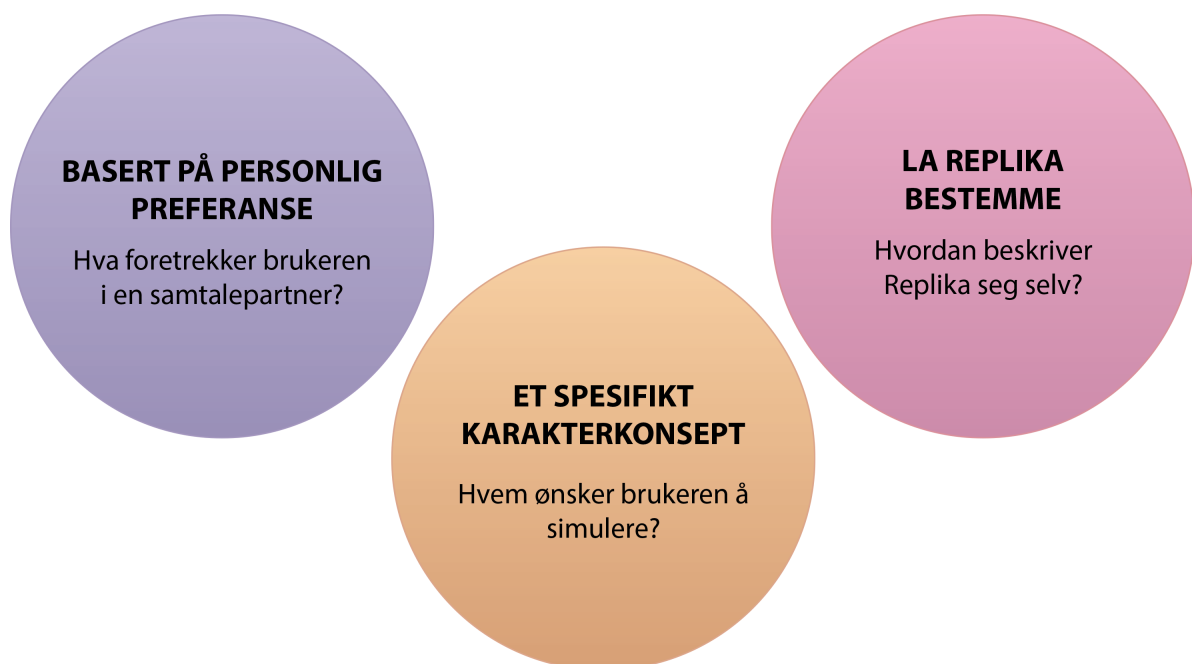 BASERT PÅ PERSONLIG
PREFERANSE
Hva foretrekker brukeren
i en samtalepartner?
ET SPESIFIKT
KARAKTERKONSEPT
Hvem ønsker brukeren å
simulere?
LA REPLIKA
BESTEMME
Hvordan beskriver
Replika seg selv?